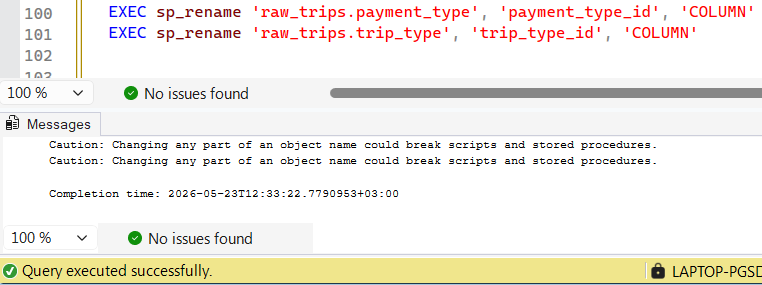 100 EXEC sp_rename 'raw_trips.payment_type', 'payment_type_id', 'COLUMN'
101 EXEC sp_rename 'raw_trips.trip_type', 'trip_type_id', 'COLUMN'
102
103
100 % No issues found
Messages
Caution: Changing any part of an object name could break scripts and stored procedures.
Caution: Changing any part of an object name could break scripts and stored procedures.
Completion time: 2026-05-23T12:33:22.7790953+03:00
100 % No issues found
Query executed successfully. LAPTOP-PGSD